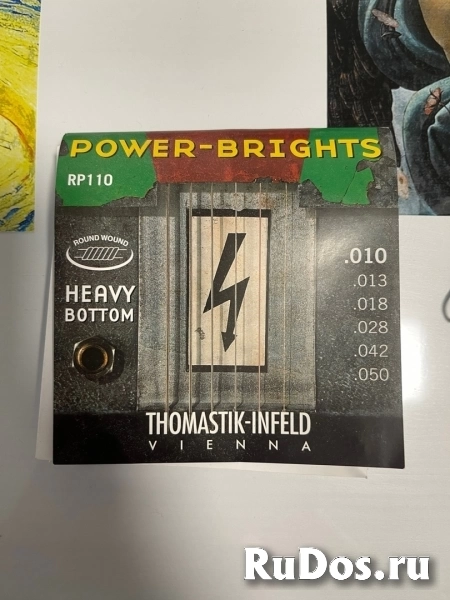 POWER-BRIGHTS
RP110
ROUND WOUND
HEAVY
BOTTOM
.010
.013
.018
.028
.042
.050
THOMASTIK-INFELD
VIENNA
RuDos.ru